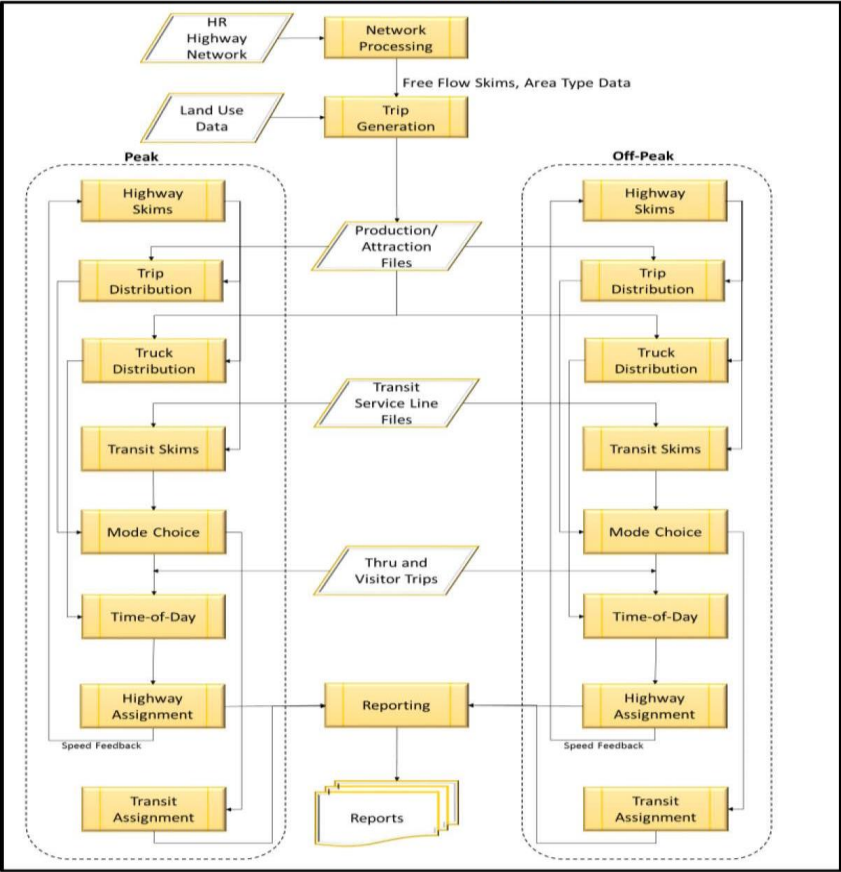 HR
Highway
Network
Network
Processing
Free Flow Skims, Area Type Data
Land Use
Data
Trip
Generation
Peak
Off-Peak
Highway
Skims
Highway
Skims
Production/
Attraction
Files
Trip
Distribution
Trip
Distribution
Truck
Distribution
Truck
Distribution
Transit
Service Line
Files
Transit Skims
Transit Skims
Mode Choice
Mode Choice
Thru and
Visitor Trips
Time-of-Day
Time-of-Day
Highway
Assignment
Reporting
Highway
Assignment
Speed Feedback
Speed Feedback
Transit
Assignment
Reports
Transit
Assignment